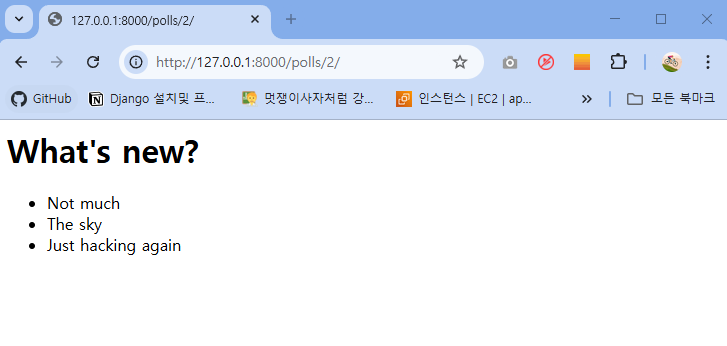 127.0.0.1:8000/polls/2/
http://127.0.0.1:8000/polls/2/
GitHub Django 설치및 프... 멋쟁이사자처럼 강... 인스턴스 | EC2 | ap... 모든 북마크
What's new?
Not much
The sky
Just hacking again